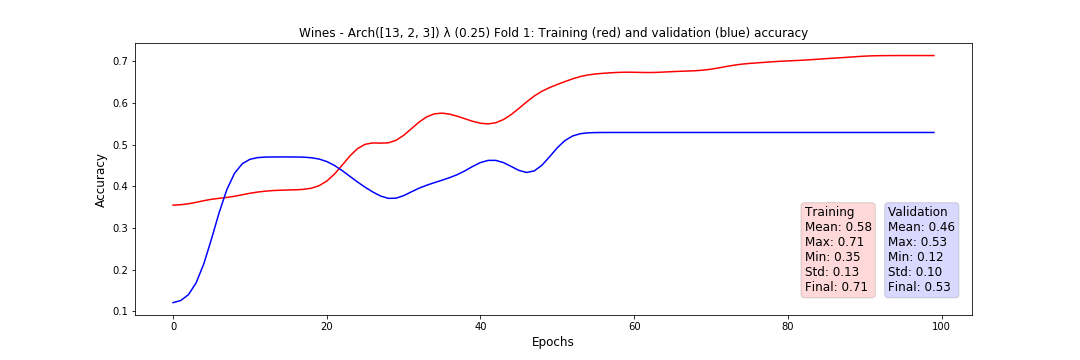 Wines - Arch([13, 2, 3]) λ (0.25) Fold 1: Training (red) and validation (blue) accuracy
Accuracy
0.7
0.6
0.5
0.4
0.3
0.2
0.1
Training
Mean: 0.58
Max: 0.71
Min: 0.35
Std: 0.13
Final: 0.71
Validation
Mean: 0.46
Max: 0.53
Min: 0.12
Std: 0.10
Final: 0.53
0 20 40 60 80 100
Epochs